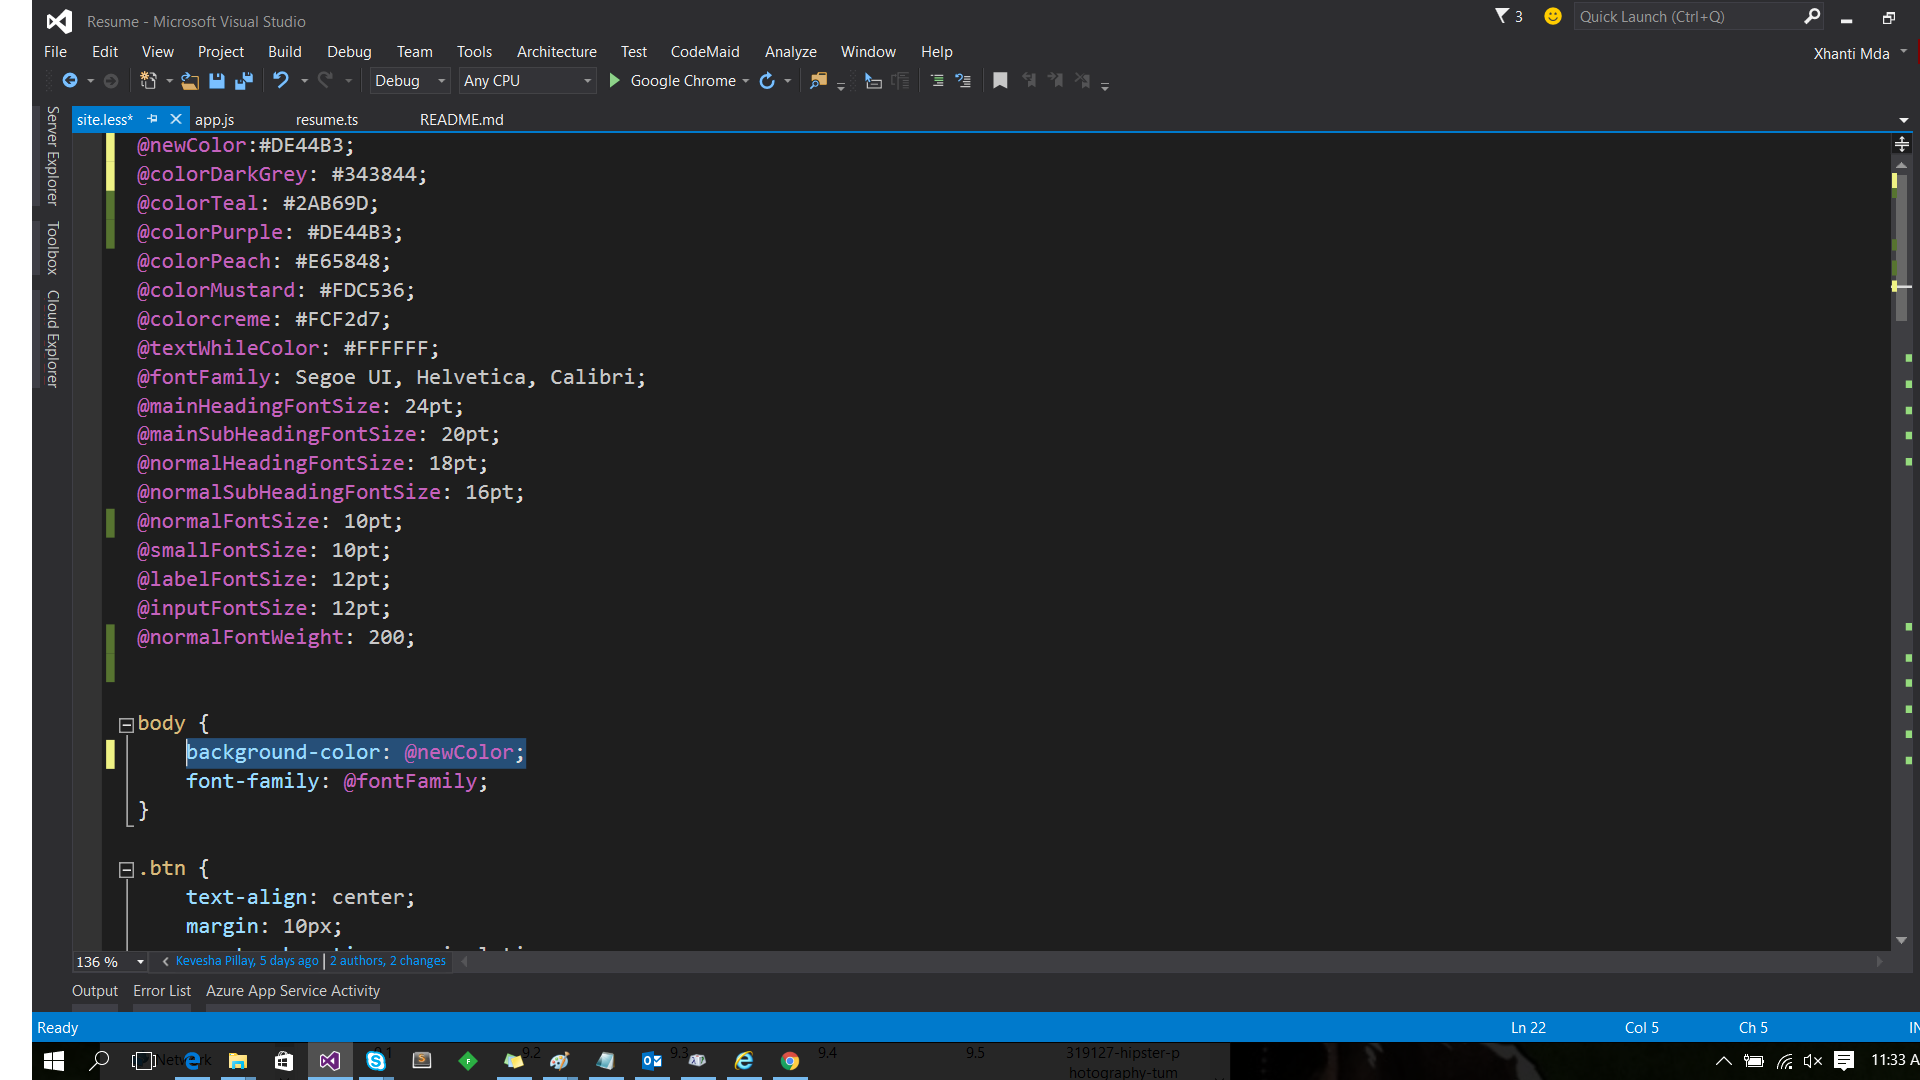 Resume - Microsoft Visual Studio
3
Quick Launch (Ctrl+Q)
File Edit View Project Build Debug Team Tools Architecture Test CodeMaid Analyze Window Help
Xhanti Mda
Debug Any CPU Google Chrome
Server Explorer
Toolbox
Cloud Explorer
site.less* app.js resume.ts README.md
@newColor:#DE44B3;
@colorDarkGrey: #343844;
@colorTeal: #2AB69D;
@colorPurple: #DE44B3;
@colorPeach: #E65848;
@colorMustard: #FDC536;
@colorcreme: #FCF2d7;
@textWhileColor: #FFFFFF;
@fontFamily: Segoe UI, Helvetica, Calibri;
@mainHeadingFontSize: 24pt;
@mainSubHeadingFontSize: 20pt;
@normalHeadingFontSize: 18pt;
@normalSubHeadingFontSize: 16pt;
@normalFontSize: 10pt;
@smallFontSize: 10pt;
@labelFontSize: 12pt;
@inputFontSize: 12pt;
@normalFontWeight: 200;
body {
background-color: @newColor;
font-family: @fontFamily;
}
.btn {
text-align: center;
margin: 10px;
136 % Kevesha Pillay, 5 days ago | 2 authors, 2 changes
Output Error List Azure App Service Activity
Ready Ln 22 Col 5 Ch 5 IN
9.2 9.3 9.4 9.5 319127-hipster-p
hotography-tum
11:33 A